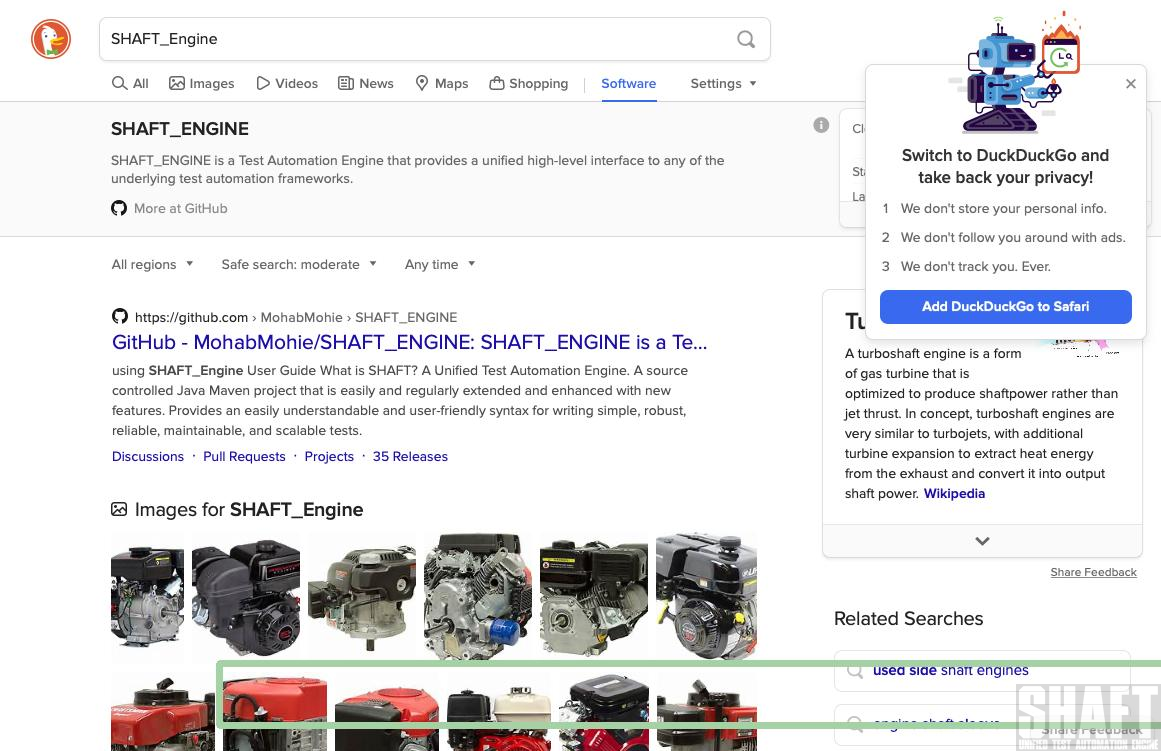 SHAFT_Engine
All Images Videos News Maps Shopping Software Settings
SHAFT_ENGINE
SHAFT_ENGINE is a Test Automation Engine that provides a unified high-level interface to any of the
underlying test automation frameworks.
More at GitHub
Switch to DuckDuckGo and
take back your privacy!
1 We don't store your personal info.
2 We don't follow you around with ads.
3 We don't track you. Ever.
Add DuckDuckGo to Safari
All regions Safe search: moderate Any time
https://github.com › MohabMohie › SHAFT_ENGINE
GitHub - MohabMohie/SHAFT_ENGINE: SHAFT_ENGINE is a Te...
using SHAFT_Engine User Guide What is SHAFT? A Unified Test Automation Engine. A source
controlled Java Maven project that is easily and regularly extended and enhanced with new
features. Provides an easily understandable and user-friendly syntax for writing simple, robust,
reliable, maintainable, and scalable tests.
Discussions · Pull Requests · Projects · 35 Releases
Images for SHAFT_Engine
A turboshaft engine is a form
of gas turbine that is
optimized to produce shaftpower rather than
jet thrust. In concept, turboshaft engines are
very similar to turbojets, with additional
turbine expansion to extract heat energy
from the exhaust and convert it into output
shaft power. Wikipedia
Share Feedback
Related Searches
used side shaft engines
engine shaft sleeve
Share Feedback
SHAFT